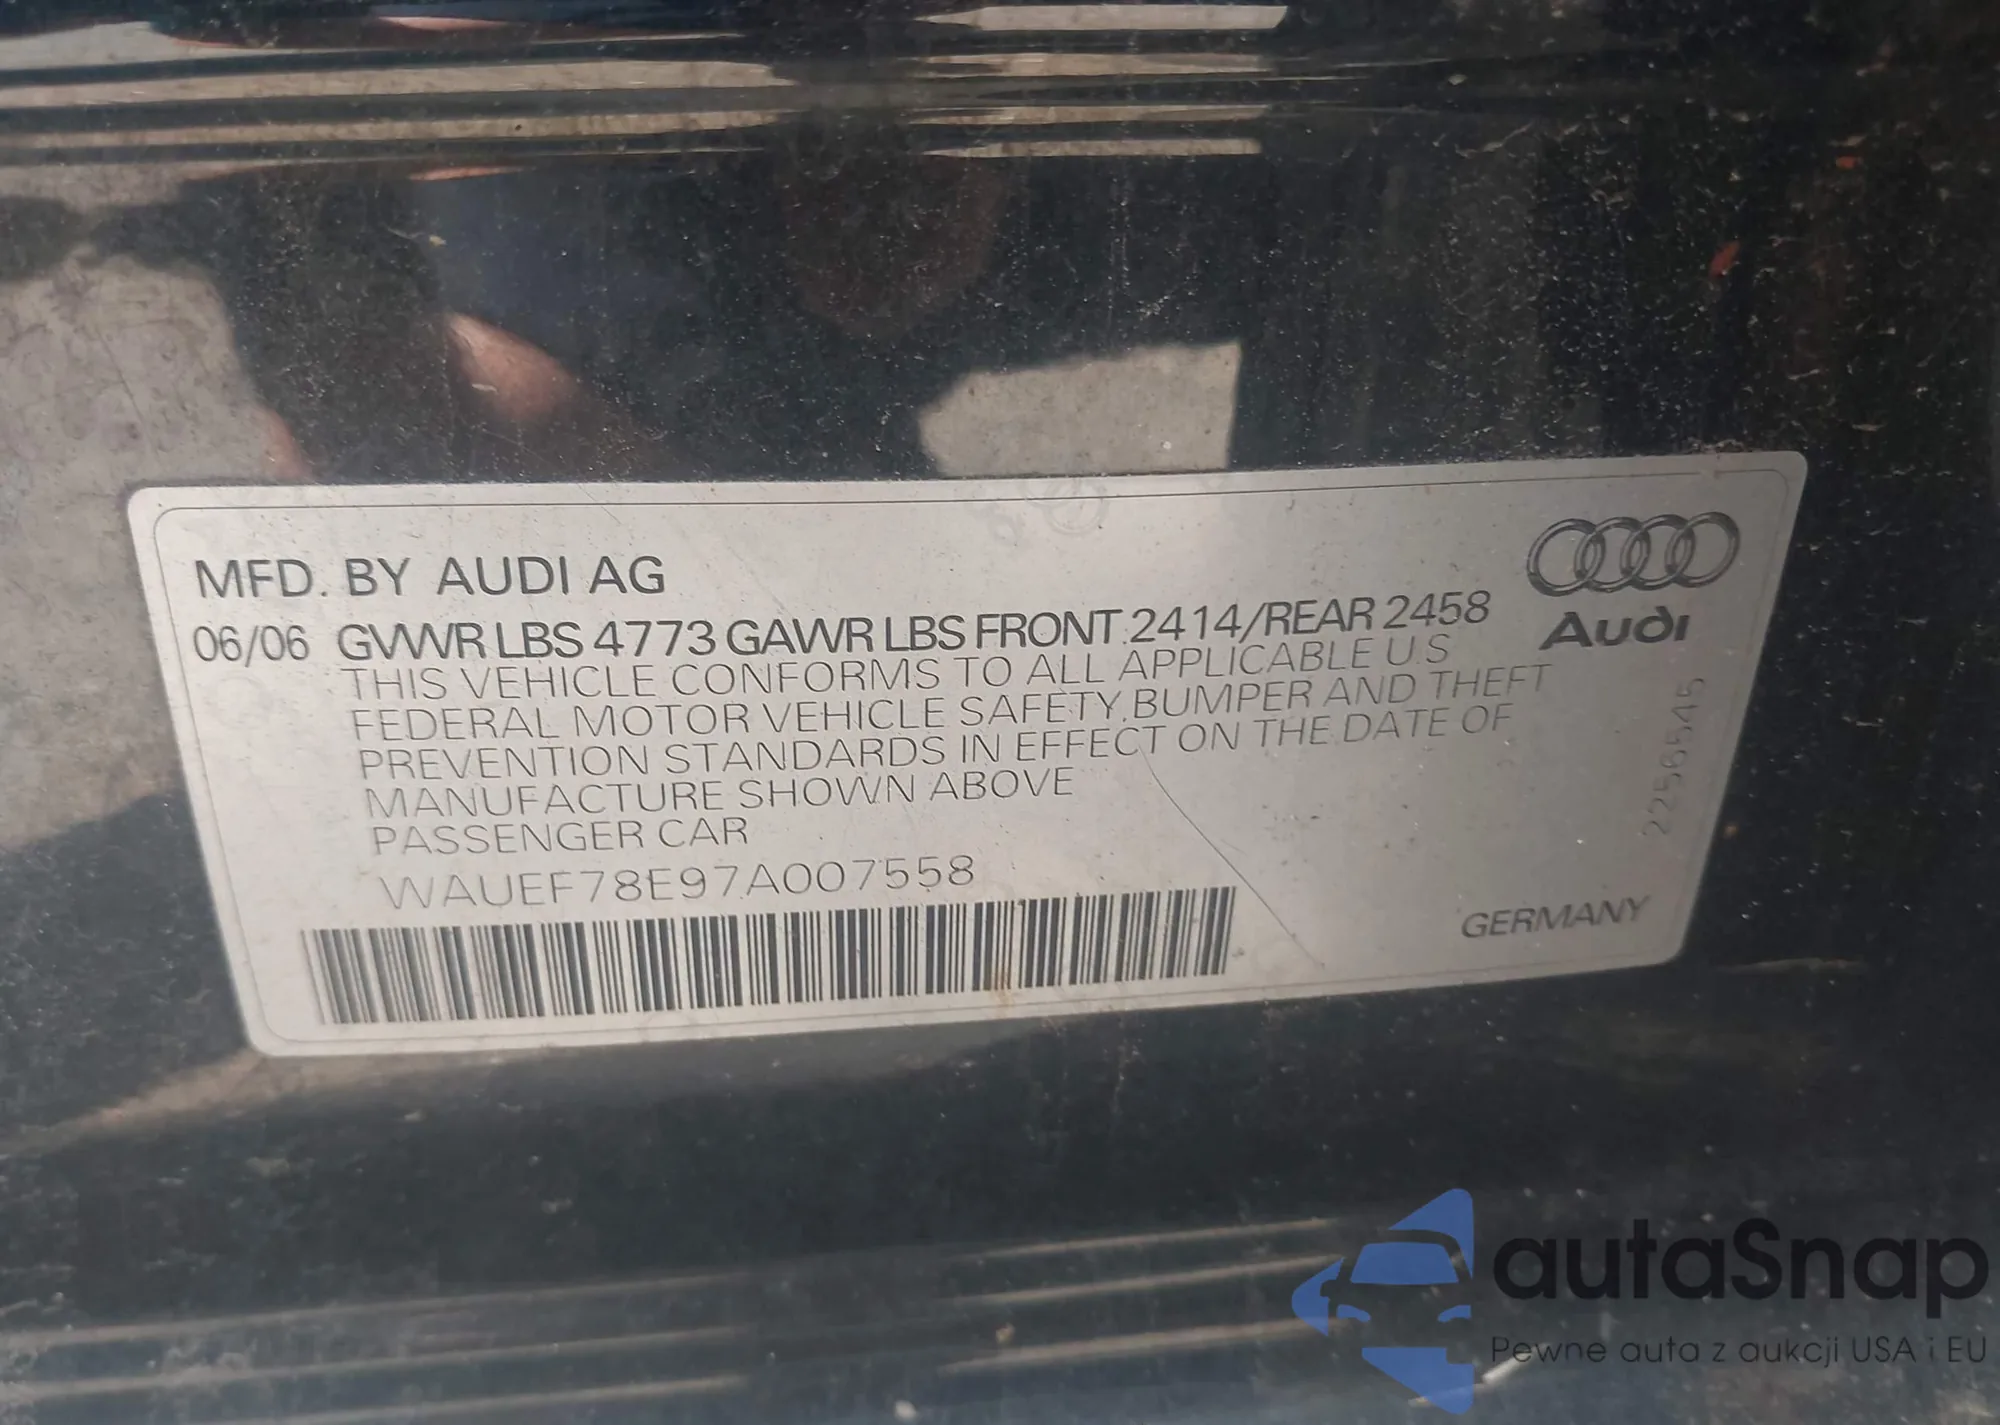 MFD. BY AUDI AG
06/06 GVWR LBS 4773 GAWR LBS FRONT 2414/REAR 2458
THIS VEHICLE CONFORMS TO ALL APPLICABLE U.S
FEDERAL MOTOR VEHICLE SAFETY, BUMPER AND THEFT
PREVENTION STANDARDS IN EFFECT ON THE DATE OF
MANUFACTURE SHOWN ABOVE
PASSENGER CAR
WAUEF78E97A007558
Audi
2256545
GERMANY
autaSnap
Pewne auta z aukcji USA i EU